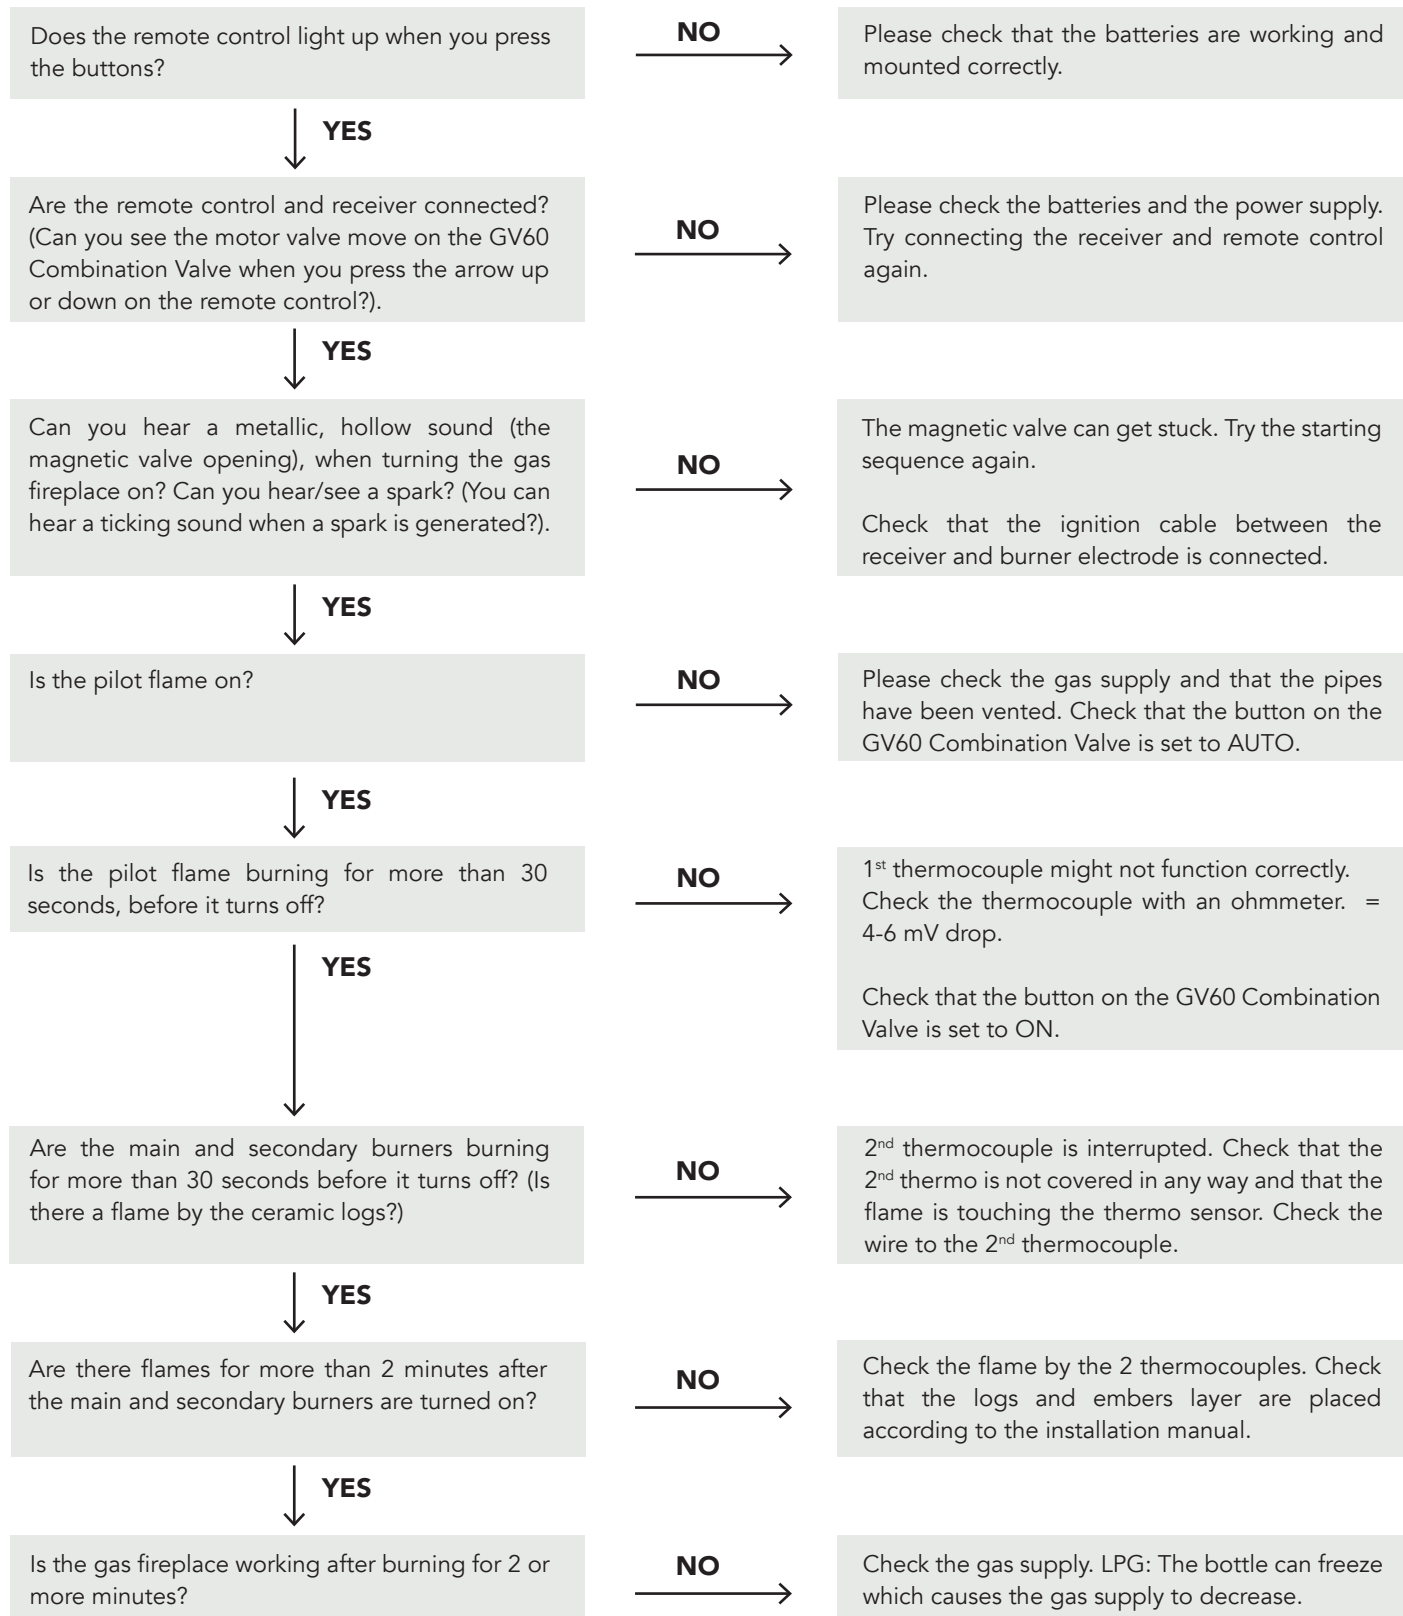 Does the remote control light up when you press
the buttons?
NO
Please check that the batteries are working and
mounted correctly.
YES
Are the remote control and receiver connected?
(Can you see the motor valve move on the GV60
Combination Valve when you press the arrow up
or down on the remote control?).
NO
Please check the batteries and the power supply.
Try connecting the receiver and remote control
again.
YES
Can you hear a metallic, hollow sound (the
magnetic valve opening), when turning the gas
fireplace on? Can you hear/see a spark? (You can
hear a ticking sound when a spark is generated?).
NO
The magnetic valve can get stuck. Try the starting
sequence again.
Check that the ignition cable between the
receiver and burner electrode is connected.
YES
Is the pilot flame on?
NO
Please check the gas supply and that the pipes
have been vented. Check that the button on the
GV60 Combination Valve is set to AUTO.
YES
Is the pilot flame burning for more than 30
seconds, before it turns off?
NO
1st thermocouple might not function correctly.
Check the thermocouple with an ohmmeter. =
4-6 mV drop.
Check that the button on the GV60 Combination
Valve is set to ON.
YES
Are the main and secondary burners burning
for more than 30 seconds before it turns off? (Is
there a flame by the ceramic logs?)
NO
2nd thermocouple is interrupted. Check that the
2nd thermo is not covered in any way and that the
flame is touching the thermo sensor. Check the
wire to the 2nd thermocouple.
YES
Are there flames for more than 2 minutes after
the main and secondary burners are turned on?
NO
Check the flame by the 2 thermocouples. Check
that the logs and embers layer are placed
according to the installation manual.
YES
Is the gas fireplace working after burning for 2 or
more minutes?
NO
Check the gas supply. LPG: The bottle can freeze
which causes the gas supply to decrease.